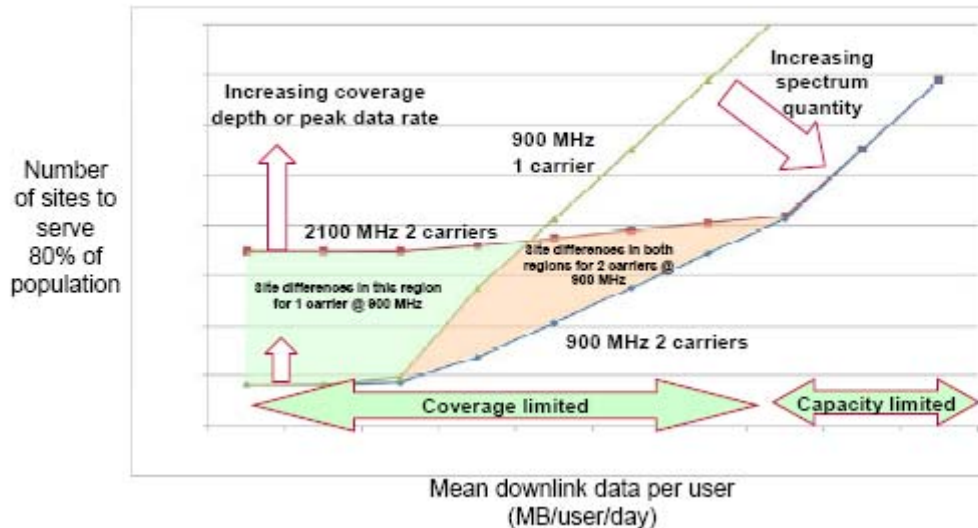 Increasing coverage
depth or peak data rate
Increasing
spectrum
quantity
900 MHz
1 carrier
Number
of sites to
serve
80% of
population
2100 MHz 2 carriers
Site differences in both
regions for 2 carriers @
900 MHz
Site differences in this region
for 1 carrier @ 900 MHz
900 MHz 2 carriers
Coverage limited
Capacity limited
Mean downlink data per user
(MB/user/day)